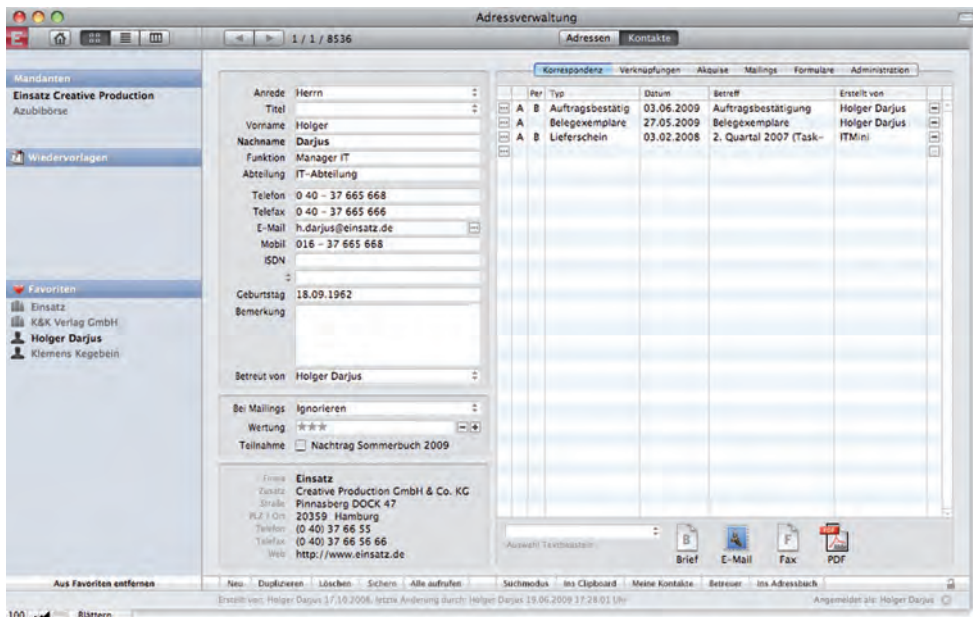 Adressverwaltung
E
1 / 1 / 8536
Adressen Kontakte
Mandanten
Einsatz Creative Production
Azubibörse
Wiedervorlagen
Favoriten
Einsatz
K&K Verlag GmbH
Holger Darjus
Klemens Kegebein
Aus Favoriten entfernen
Anrede Herrn
Titel
Vorname Holger
Nachname Darjus
Funktion Manager IT
Abteilung IT-Abteilung
Telefon 0 40 - 37 665 668
Telefax 0 40 - 37 665 666
E-Mail h.darjus@einsatz.de
Mobil 016 - 37 665 668
ISDN
Geburtstag 18.09.1962
Bemerkung
Betreut von Holger Darjus
Bei Mailings Ignorieren
Wertung
Teilnahme Nachtrag Sommerbuch 2009
Firma Einsatz
Zusatz Creative Production GmbH & Co. KG
Straße Pinnasberg DOCK 47
PLZ / Ort 20359 Hamburg
Telefon (0 40) 37 66 55
Telefax (0 40) 37 66 56 66
Web http://www.einsatz.de
Korrespondenz Verknüpfungen Akquise Mailings Formulare Administration
Per Typ Datum Betreff Erstellt von
A B Auftragsbestätig 03.06.2009 Auftragsbestätigung Holger Darjus
A Belegexemplare 27.05.2009 Belegexemplare Holger Darjus
A B Lieferschein 03.02.2008 2. Quartal 2007 (Task- ITMini
Auswahl Textbaustein
B F PDF
Brief E-Mail Fax PDF
Neu Duplizieren Löschen Sichern Alle aufrufen Suchmodus Ins Clipboard Meine Kontakte Betreuer Ins Adressbuch
Erstellt von: Holger Darjus 17.10.2006, letzte Änderung durch: Holger Darjus 19.06.2009 17:28:01 Uhr
Angemeldet als: Holger Darjus
100 Blättern